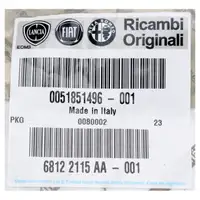 LANCIA
FIAT
Ricambi
Originali
0051851496 - 001
Made in Italy
PKG 0080002 23
6812 2115 AA - 001